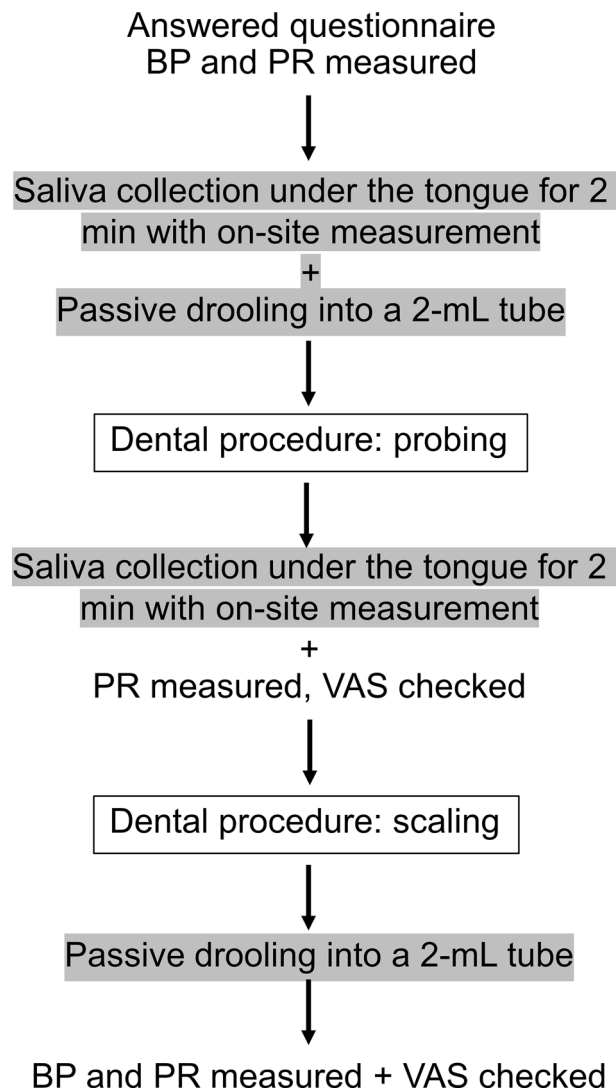 Answered questionnaire
BP and PR measured
Saliva collection under the tongue for 2
min with on-site measurement
+
Passive drooling into a 2-mL tube
Dental procedure: probing
Saliva collection under the tongue for 2
min with on-site measurement
+
PR measured, VAS checked
Dental procedure: scaling
Passive drooling into a 2-mL tube
BP and PR measured + VAS checked